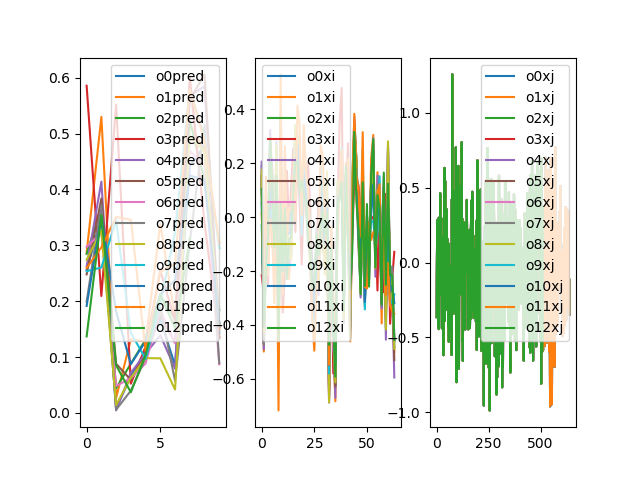 0.6
0.5
0.4
0.3
0.2
0.1
0.0
0
5
o0pred
o1pred
o2pred
o3pred
o4pred
o5pred
o6pred
o7pred
o8pred
o9pred
o10pred
o11pred
o12pred
0.4
0.2
0.0
−0.2
−0.4
−0.6
0
25
50
o0xi
o1xi
o2xi
o3xi
o4xi
o5xi
o6xi
o7xi
o8xi
o9xi
o10xi
o11xi
o12xi
1.0
0.5
0.0
−0.5
−1.0
0
250
500
o0xj
o1xj
o2xj
o3xj
o4xj
o5xj
o6xj
o7xj
o8xj
o9xj
o10xj
o11xj
o12xj